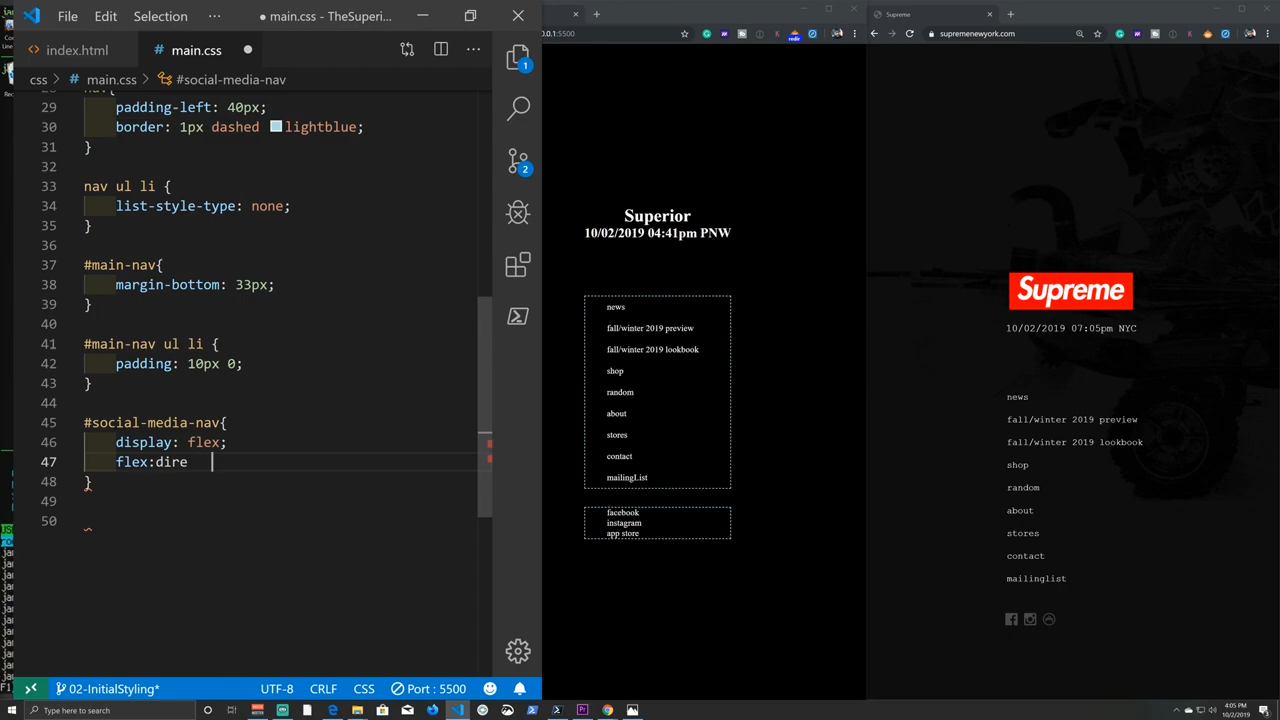 File Edit Selection ··· ● main.css - TheSuperi...
index.html main.css ●
css > main.css > #social-media-nav
28 nav{
29 padding-left: 40px;
30 border: 1px dashed lightblue;
31 }
32
33 nav ul li {
34 list-style-type: none;
35 }
36
37 #main-nav{
38 margin-bottom: 33px;
39 }
40
41 #main-nav ul li {
42 padding: 10px 0;
43 }
44
45 #social-media-nav{
46 display: flex;
47 flex:dire
48 }
49
50
1
2
02-InitialStyling* UTF-8 CRLF CSS Port : 5500
0.1:5500
Superior
10/02/2019 04:41pm PNW
news
fall/winter 2019 preview
fall/winter 2019 lookbook
shop
random
about
stores
contact
mailingList
facebook
instagram
app store
Supreme
supremenewyork.com
Supreme
10/02/2019 07:05pm NYC
news
fall/winter 2019 preview
fall/winter 2019 lookbook
shop
random
about
stores
contact
mailinglist
Type here to search
4:05 PM
10/2/2019